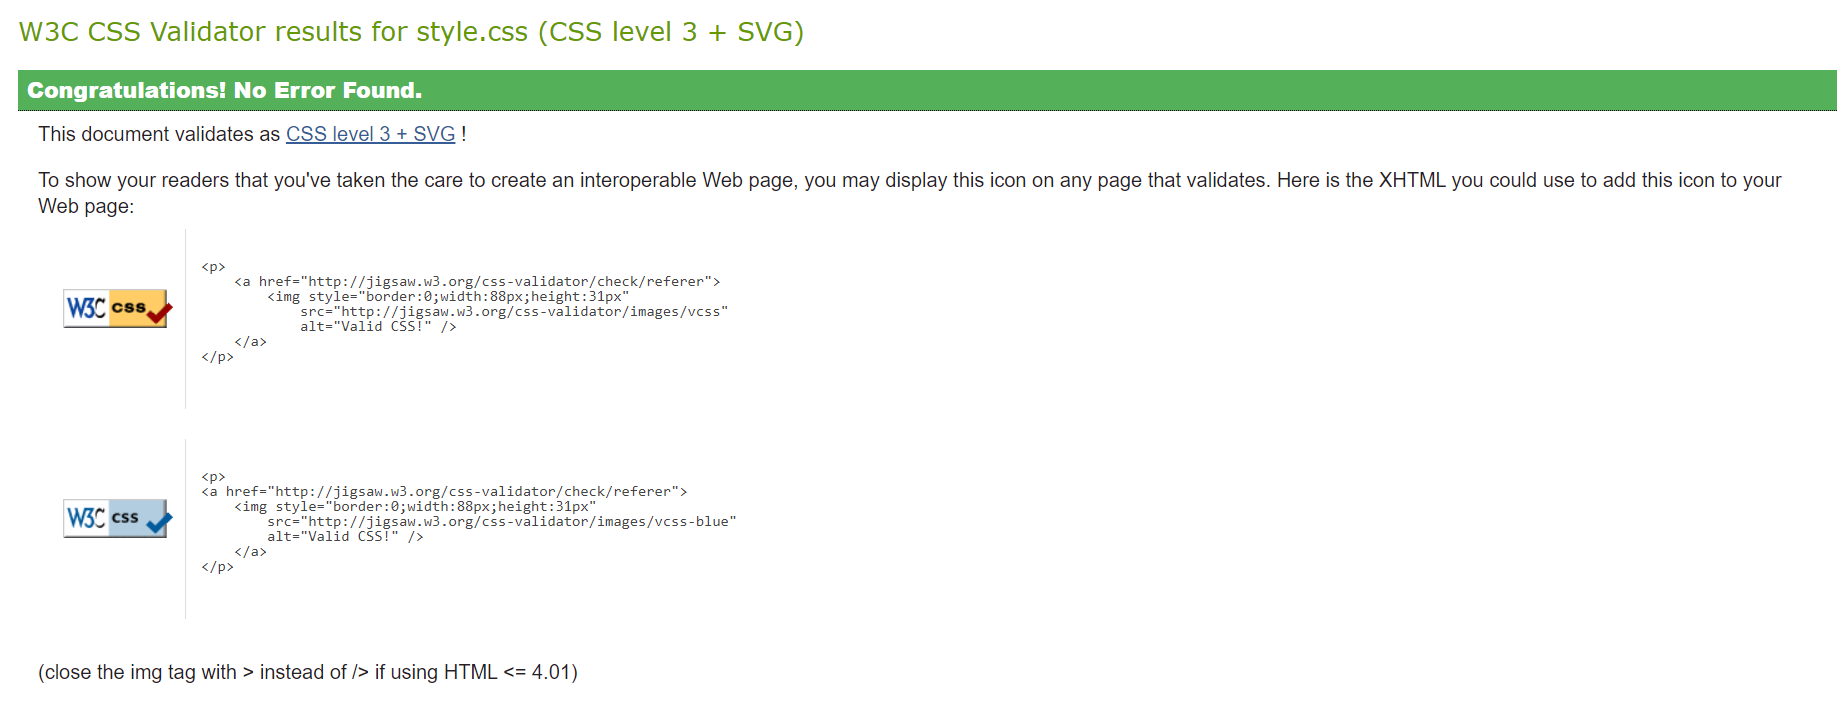 W3C CSS Validator results for style.css (CSS level 3 + SVG)
Congratulations! No Error Found.
This document validates as CSS level 3 + SVG !
To show your readers that you've taken the care to create an interoperable Web page, you may display this icon on any page that validates. Here is the XHTML you could use to add this icon to your
Web page:
W3C css
<p>
    <a href="http://jigsaw.w3.org/css-validator/check/referer">
        <img style="border:0;width:88px;height:31px"
            src="http://jigsaw.w3.org/css-validator/images/vcss"
            alt="Valid CSS!" />
    </a>
</p>
W3C css
<p>
<a href="http://jigsaw.w3.org/css-validator/check/referer">
    <img style="border:0;width:88px;height:31px"
        src="http://jigsaw.w3.org/css-validator/images/vcss-blue"
        alt="Valid CSS!" />
    </a>
</p>
(close the img tag with > instead of /> if using HTML <= 4.01)